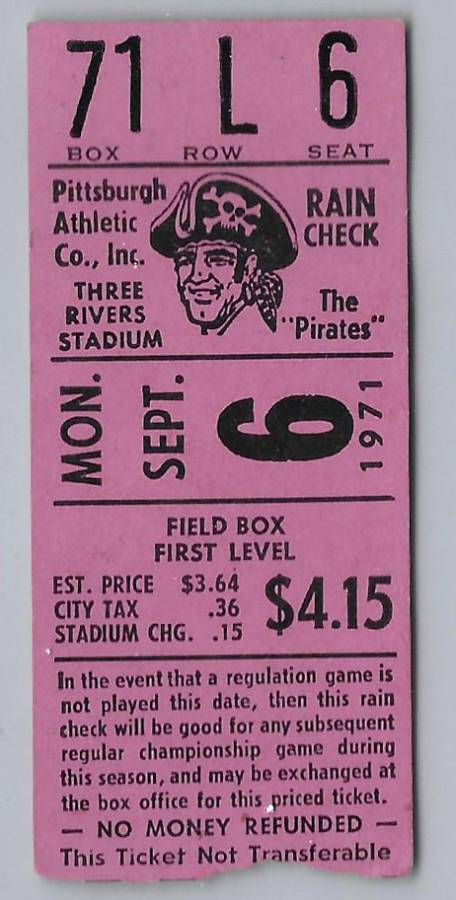 71 L 6
BOX ROW SEAT
Pittsburgh
Athletic
Co., Inc.
THREE
RIVERS
STADIUM
RAIN
CHECK
The
"Pirates"
MON. SEPT. 6 1971
FIELD BOX
FIRST LEVEL
EST. PRICE $3.64
CITY TAX .36
STADIUM CHG. .15
$4.15
In the event that a regulation game is
not played this date, then this rain
check will be good for any subsequent
regular championship game during
this season, and may be exchanged at
the box office for this priced ticket.
— NO MONEY REFUNDED —
This Ticket Not Transferable